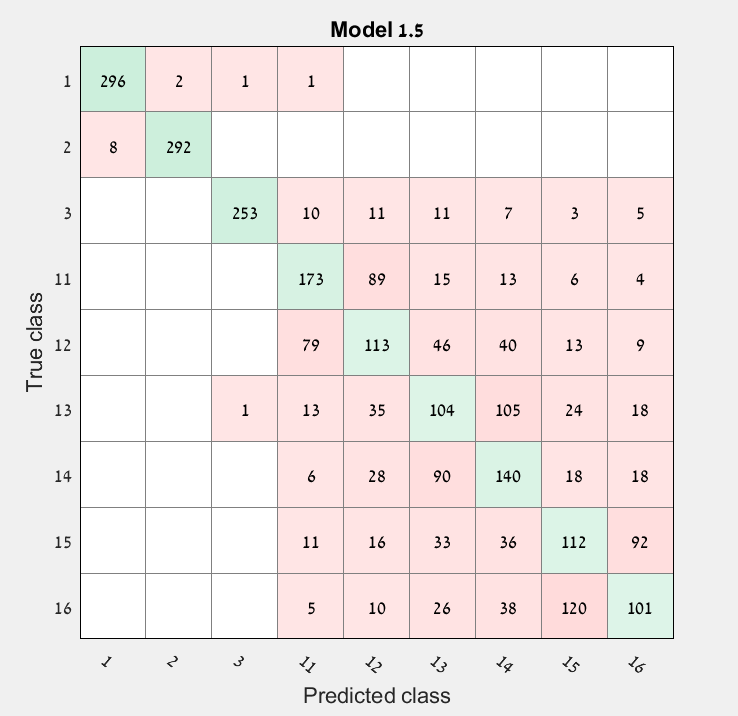 Model 1.5
1 296 2 1 1
2 8 292
3 253 10 11 11 7 3 5
11 173 89 15 13 6 4
12 79 113 46 40 13 9
13 1 13 35 104 105 24 18
14 6 28 90 140 18 18
15 11 16 33 36 112 92
16 5 10 26 38 120 101
True class
1 2 3 11 12 13 14 15 16
Predicted class